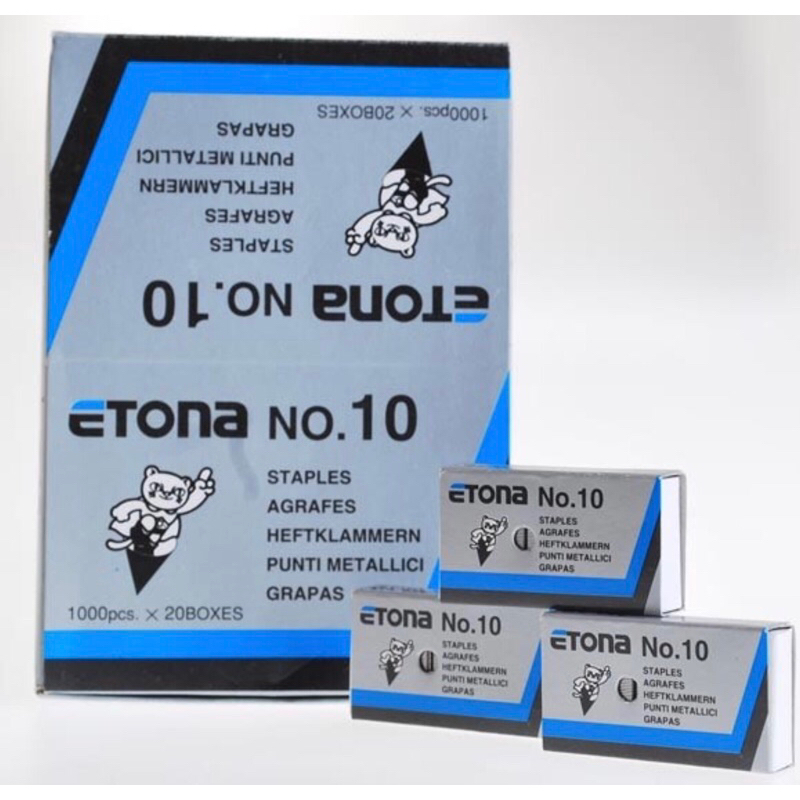 1000pcs. × 20BOXES
GRAPAS
PUNTI METALLICI
HEFTKLAMMERN
AGRAFES
STAPLES
ETONA NO.10
ETONA NO.10
STAPLES
AGRAFES
HEFTKLAMMERN
PUNTI METALLICI
GRAPAS
1000pcs. × 20BOXES
ETONA No.10
STAPLES
AGRAFES
HEFTKLAMMERN
PUNTI METALLICI
GRAPAS
ETONA No.10
STAPLES
AGRAFES
HEFTKLAMMERN
PUNTI METALLICI
GRAPAS
ETONA No.10
STAPLES
AGRAFES
HEFTKLAMMERN
PUNTI METALLICI
GRAPAS